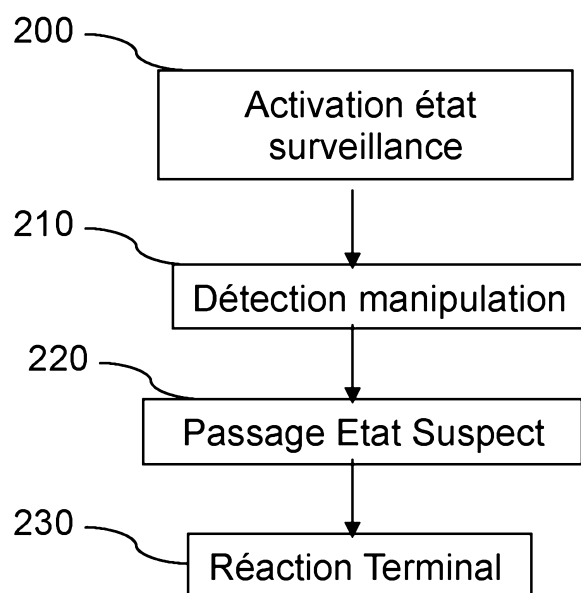 200
Activation état
surveillance
210
Détection manipulation
220
Passage Etat Suspect
230
Réaction Terminal